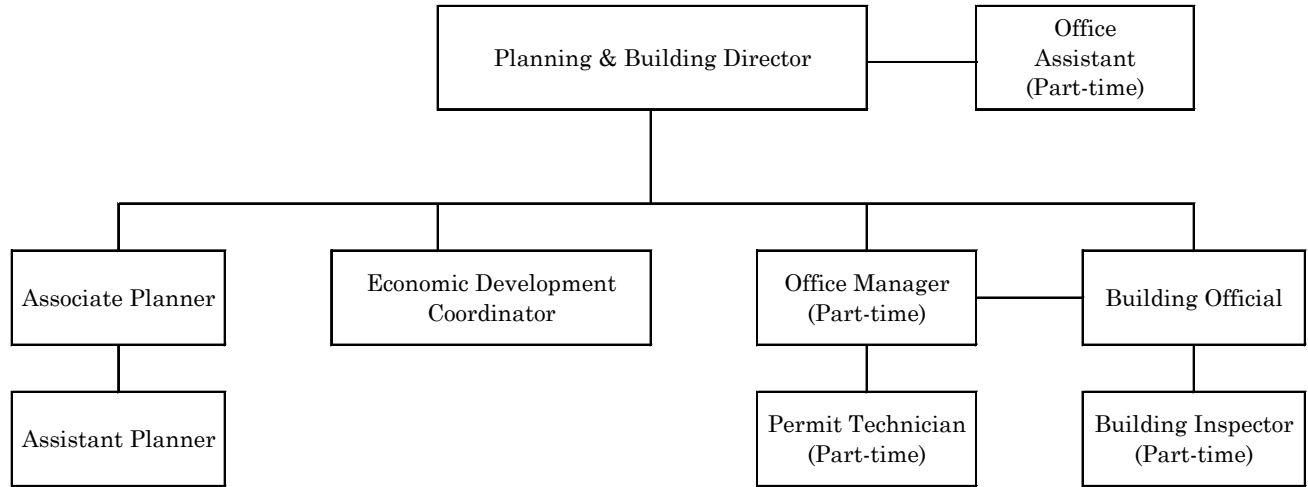 Planning & Building Director
Office
Assistant
(Part-time)
Associate Planner
Economic Development
Coordinator
Office Manager
(Part-time)
Building Official
Assistant Planner
Permit Technician
(Part-time)
Building Inspector
(Part-time)